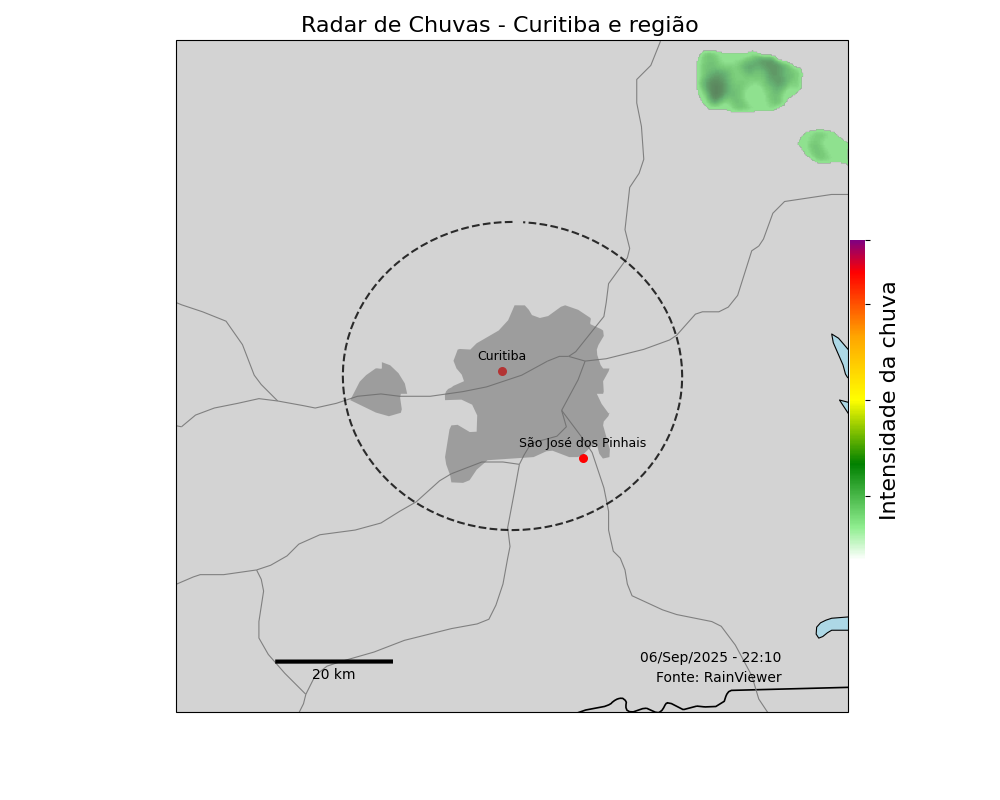 Radar de Chuvas - Curitiba e região
Curitiba
São José dos Pinhais
Intensidade da chuva
20 km
06/Sep/2025 - 22:10
Fonte: RainViewer